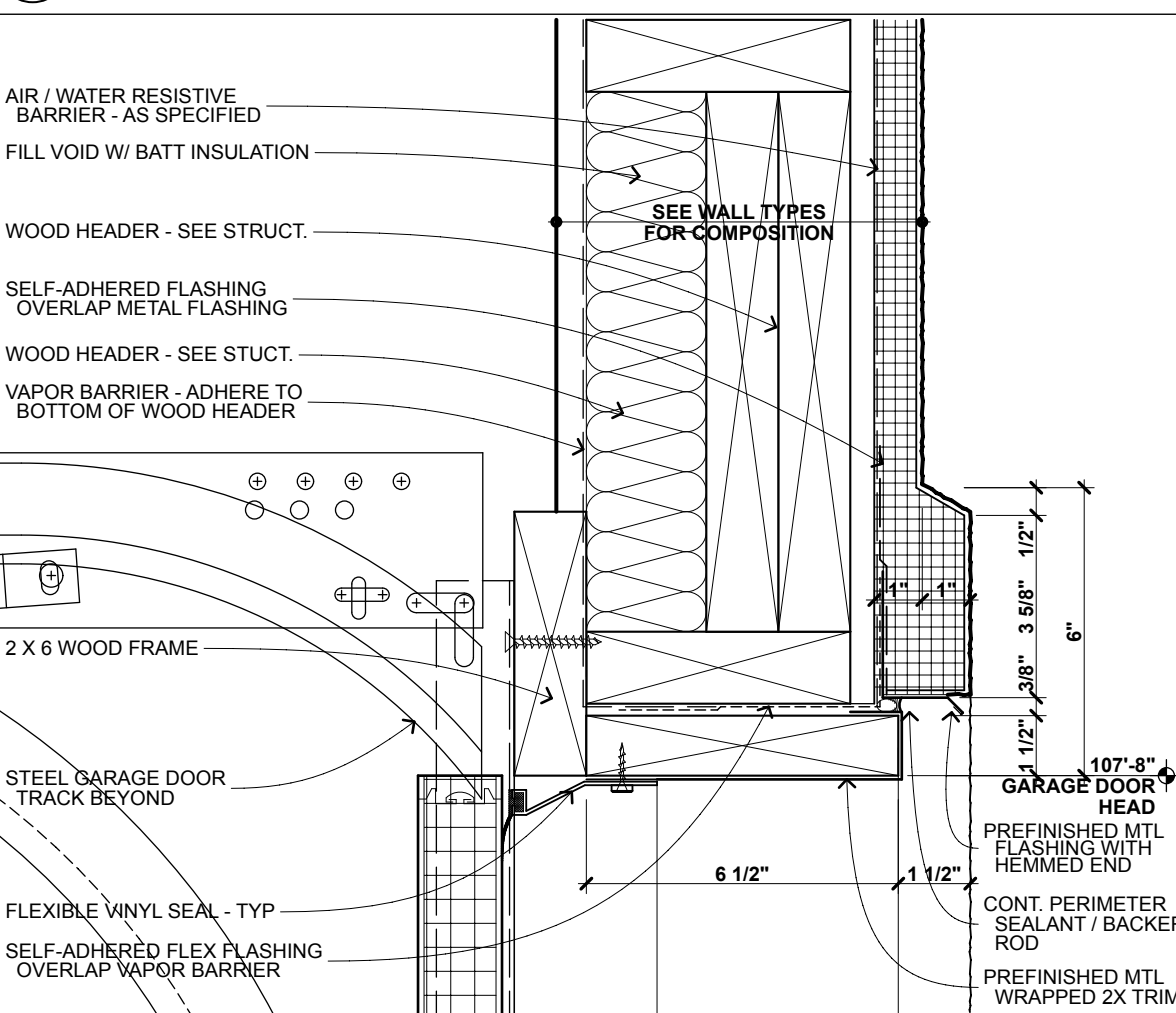 AIR / WATER RESISTIVE
BARRIER - AS SPECIFIED
FILL VOID W/ BATT INSULATION
WOOD HEADER - SEE STRUCT.
SELF-ADHERED FLASHING
OVERLAP METAL FLASHING
WOOD HEADER - SEE STUCT.
VAPOR BARRIER - ADHERE TO
BOTTOM OF WOOD HEADER
2 X 6 WOOD FRAME
STEEL GARAGE DOOR
TRACK BEYOND
FLEXIBLE VINYL SEAL - TYP
SELF-ADHERED FLEX FLASHING
OVERLAP VAPOR BARRIER
SEE WALL TYPES
FOR COMPOSITION
1"
1"
1/2"
3 5/8"
3/8"
1 1/2"
6"
6 1/2"
1 1/2"
107'-8"
GARAGE DOOR
HEAD
PREFINISHED MTL
FLASHING WITH
HEMMED END
CONT. PERIMETER
SEALANT / BACKER
ROD
PREFINISHED MTL
WRAPPED 2X TRIM